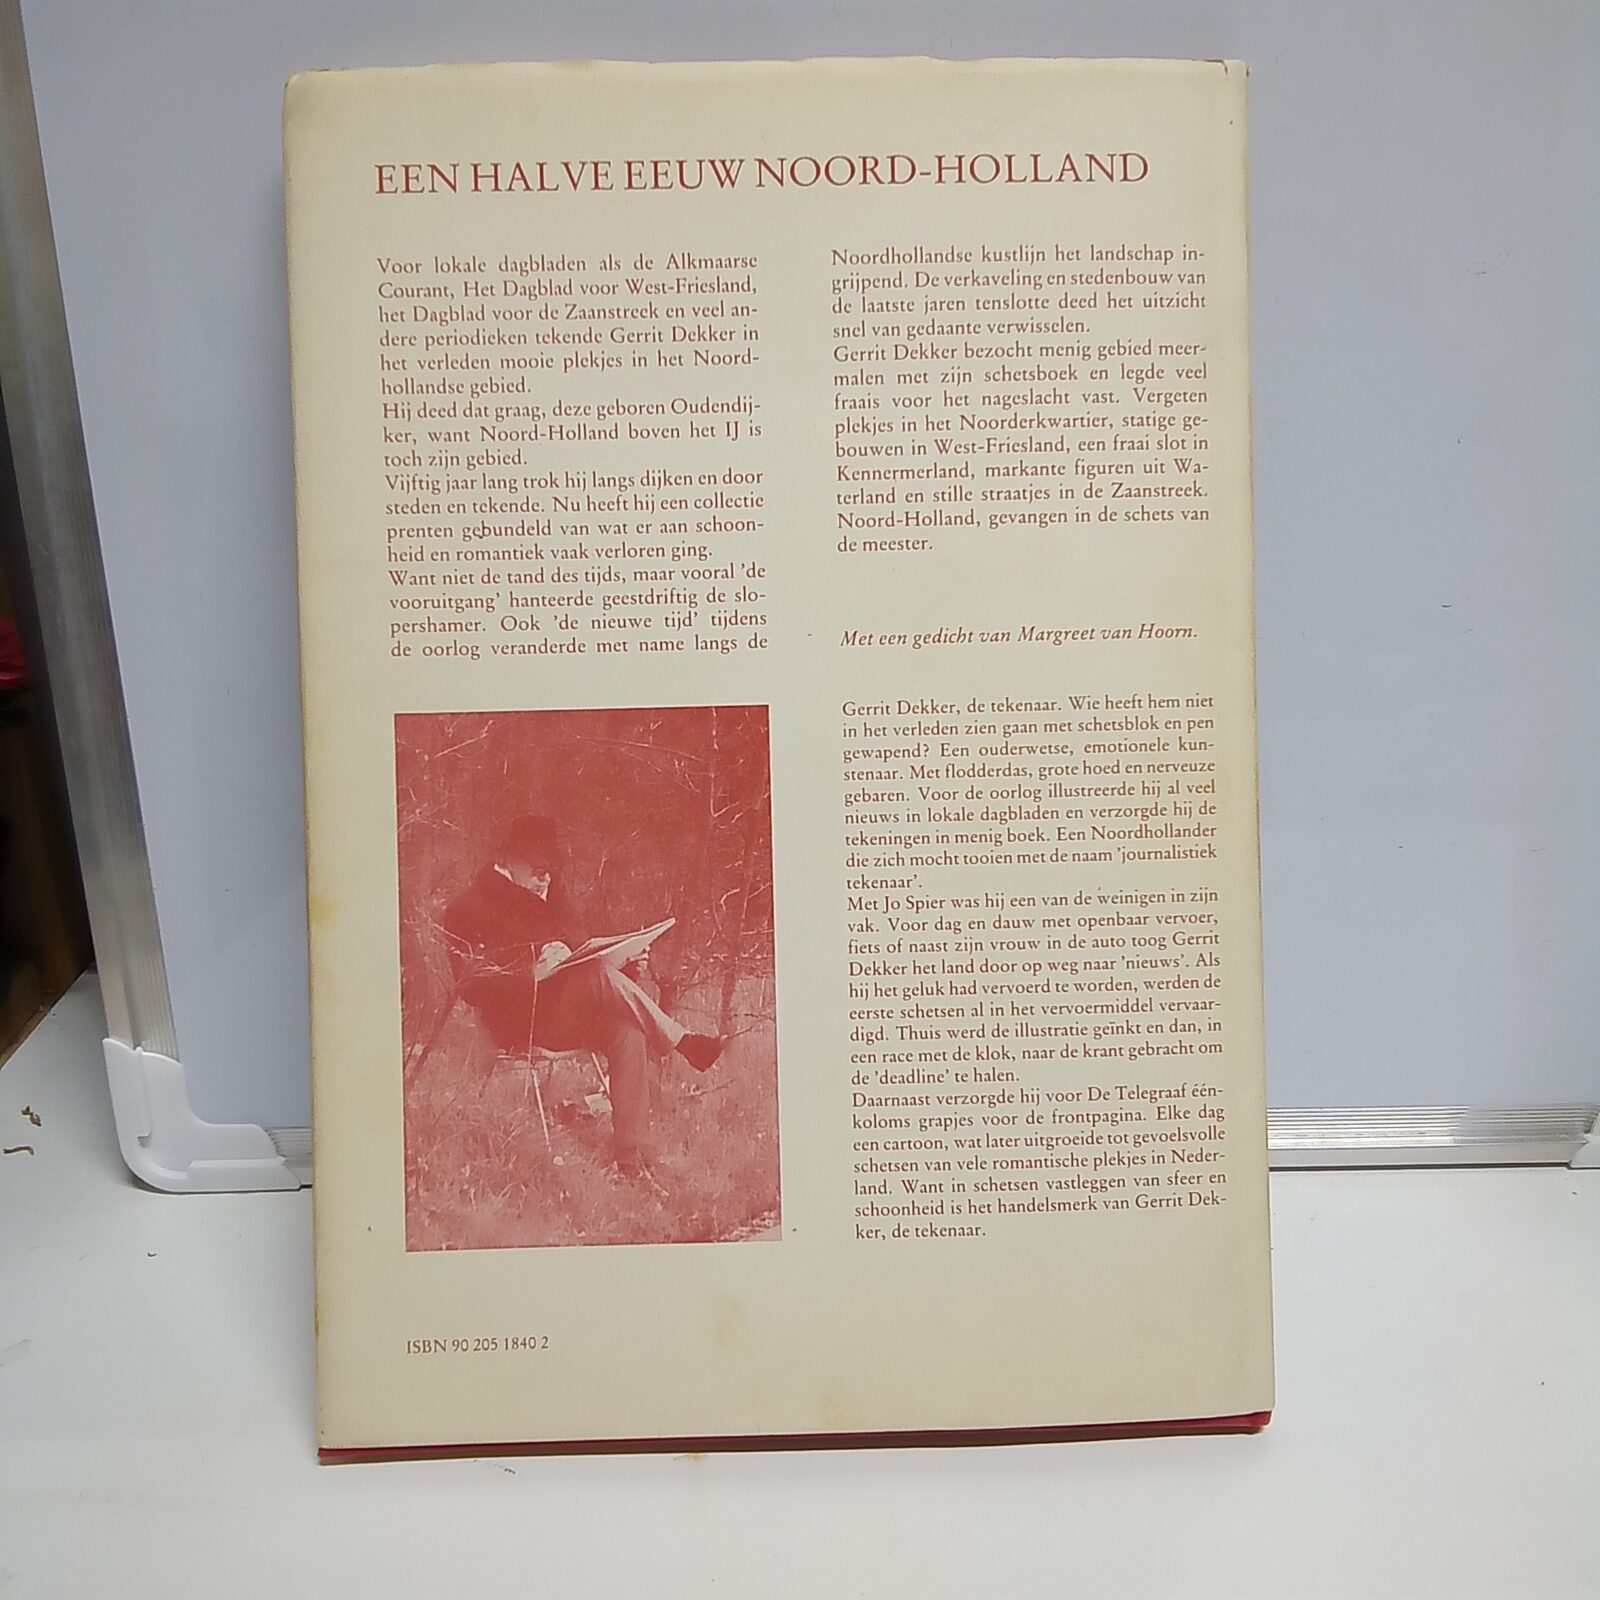 EEN HALVE EEUW NOORD-HOLLAND
Voor lokale dagbladen als de Alkmaarse
Courant, Het Dagblad voor West-Friesland,
het Dagblad voor de Zaanstreek en veel an-
dere periodieken tekende Gerrit Dekker in
het verleden mooie plekjes in het Noord-
hollandse gebied.
Hij deed dat graag, deze geboren Oudendij-
ker, want Noord-Holland boven het IJ is
toch zijn gebied.
Vijftig jaar lang trok hij langs dijken en door
steden en tekende. Nu heeft hij een collectie
prenten gebundeld van wat er aan schoon-
heid en romantiek vaak verloren ging.
Want niet de tand des tijds, maar vooral 'de
vooruitgang' hanteerde geestdriftig de slo-
pershamer. Ook 'de nieuwe tijd' tijdens
de oorlog veranderde met name langs de
Noordhollandse kustlijn het landschap in-
grijpend. De verkaveling en stedenbouw van
de laatste jaren tenslotte deed het uitzicht
snel van gedaante verwisselen.
Gerrit Dekker bezocht menig gebied meer-
malen met zijn schetsboek en legde veel
fraais voor het nageslacht vast. Vergeten
plekjes in het Noorderkwartier, statige ge-
bouwen in West-Friesland, een fraai slot in
Kennermerland, markante figuren uit Wa-
terland en stille straatjes in de Zaanstreek.
Noord-Holland, gevangen in de schets van
de meester.
Met een gedicht van Margreet van Hoorn.
Gerrit Dekker, de tekenaar. Wie heeft hem niet
in het verleden zien gaan met schetsblok en pen
gewapend? Een ouderwetse, emotionele kun-
stenaar. Met flodderdas, grote hoed en nerveuze
gebaren. Voor de oorlog illustreerde hij al veel
nieuws in lokale dagbladen en verzorgde hij de
tekeningen in menig boek. Een Noordhollander
die zich mocht tooien met de naam 'journalistiek
tekenaar'.
Met Jo Spier was hij een van de weinigen in zijn
vak. Voor dag en dauw met openbaar vervoer,
fiets of naast zijn vrouw in de auto toog Gerrit
Dekker het land door op weg naar 'nieuws'. Als
hij het geluk had vervoerd te worden, werden de
eerste schetsen al in het vervoermiddel vervaar-
digd. Thuis werd de illustratie geïnkt en dan, in
een race met de klok, naar de krant gebracht om
de 'deadline' te halen.
Daarnaast verzorgde hij voor De Telegraaf één-
koloms grapjes voor de frontpagina. Elke dag
een cartoon, wat later uitgroeide tot gevoelsvolle
schetsen van vele romantische plekjes in Neder-
land. Want in schetsen vastleggen van sfeer en
schoonheid is het handelsmerk van Gerrit Dek-
ker, de tekenaar.
ISBN 90 205 1840 2